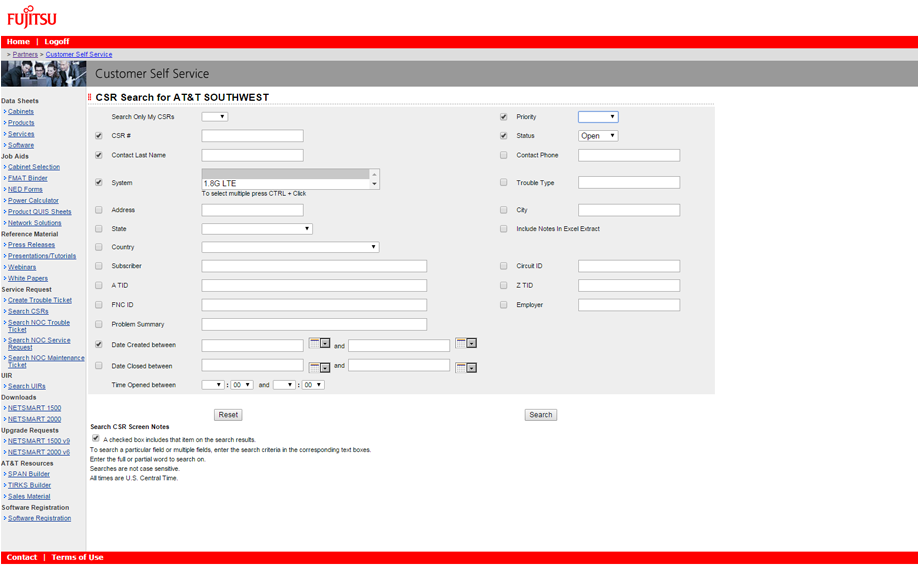 FUJITSU
Home | Logoff
> Partners > Customer Self Service
Customer Self Service
Data Sheets
Cabinets
Products
Services
Software
Job Aids
Cabinet Selection
FMAT Binder
NED Forms
Power Calculator
Product QUIS Sheets
Network Solutions
Reference Material
Press Releases
Presentations/Tutorials
Webinars
White Papers
Service Request
Create Trouble Ticket
Search CSRs
Search NOC Trouble
Ticket
Search NOC Service
Request
Search NOC Maintenance
Ticket
UIR
Search UIRs
Downloads
NETSMART 1500
NETSMART 2000
Upgrade Requests
NETSMART 1500 v9
NETSMART 2000 v6
AT&T Resources
SPAN Builder
TIRKS Builder
Sales Material
Software Registration
Software Registration
CSR Search for AT&T SOUTHWEST
Search Only My CSRs
Priority
CSR #
Status Open
Contact Last Name
Contact Phone
System 1.8G LTE
To select multiple press CTRL + Click
Trouble Type
Address
City
State
Include Notes In Excel Extract
Country
Subscriber
Circuit ID
A TID
Z TID
FNC ID
Employer
Problem Summary
Date Created between and
Date Closed between and
Time Opened between : 00 and : 00
Reset Search
Search CSR Screen Notes
A checked box includes that item on the search results.
To search a particular field or multiple fields, enter the search criteria in the corresponding text boxes.
Enter the full or partial word to search on.
Searches are not case sensitive.
All times are U.S. Central Time.
Contact | Terms of Use